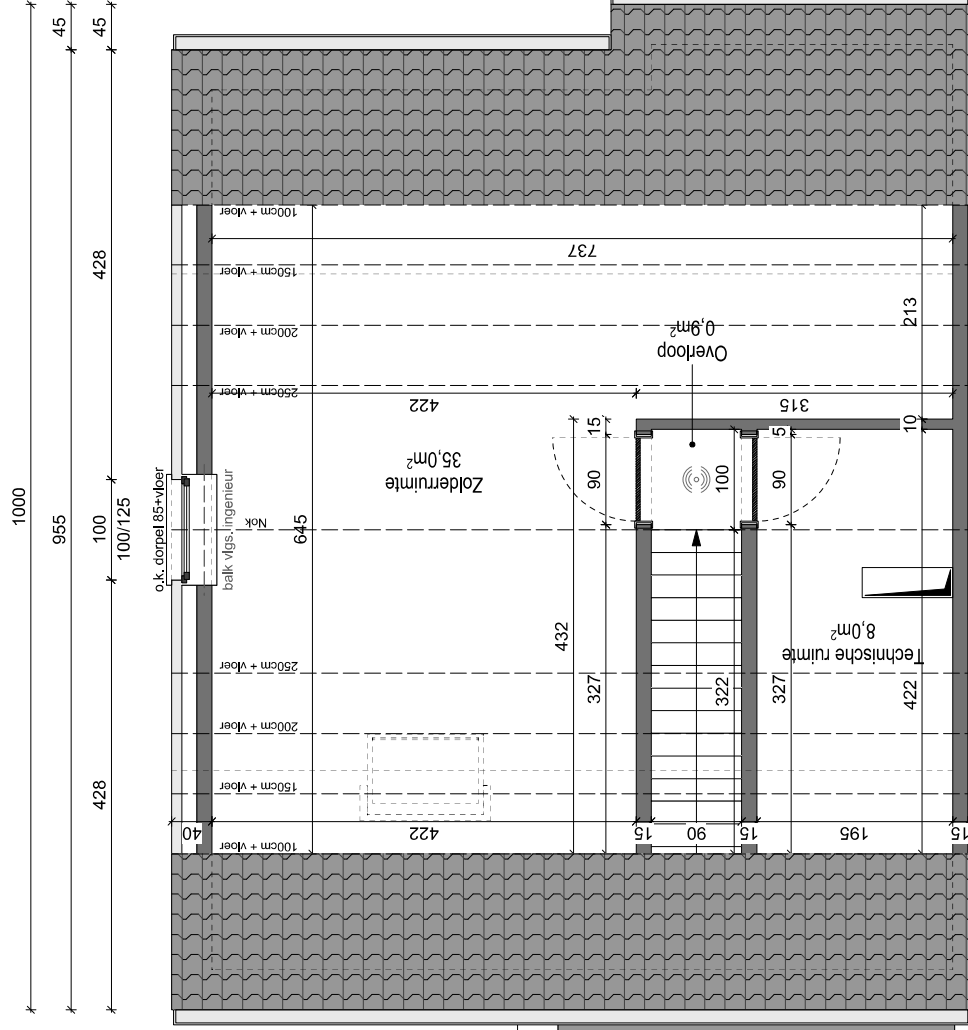 45
45
1000
955
428
100
100/125
428
o.k. dorpel 85+vloer
balk vlgs. ingenieur
Nok
100cm + vloer
150cm + vloer
200cm + vloer
250cm + vloer
737
213
Overloop
0,9m²
422
315
15
5
10
Zolderruimte
35,0m²
90
100
90
645
432
327
322
327
422
Technische ruimte
8,0m²
250cm + vloer
200cm + vloer
150cm + vloer
100cm + vloer
40
422
15
90
15
195
15